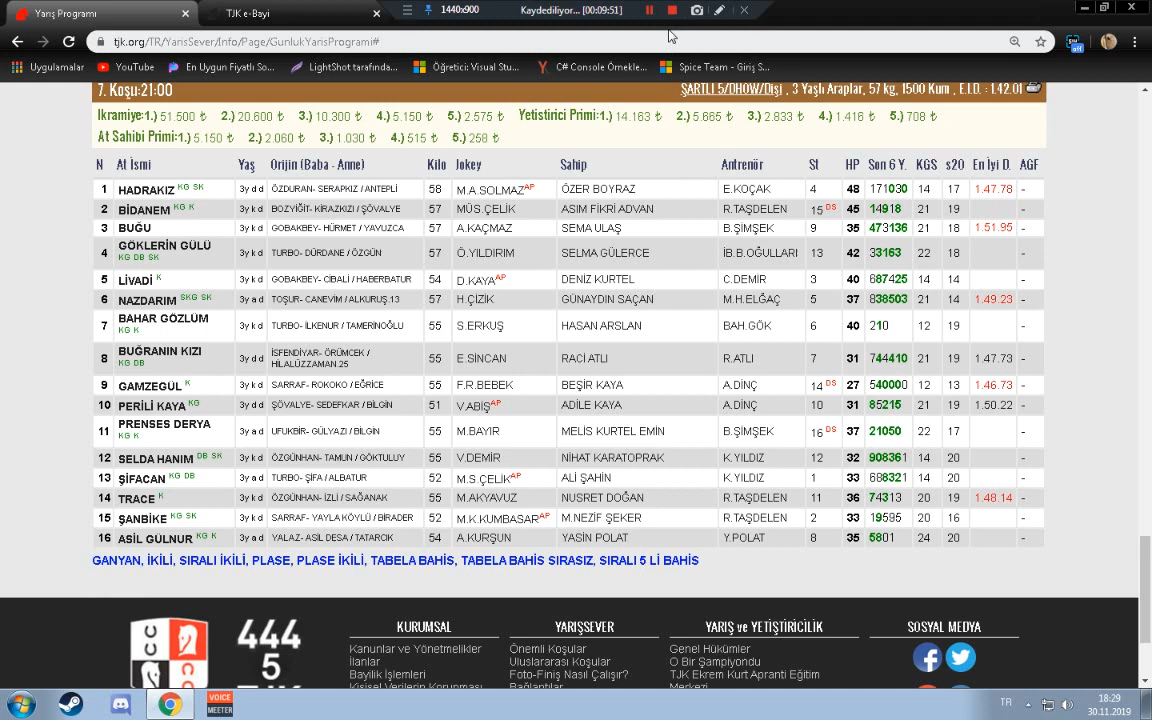 Yarış Programı
TJK e-Bayi
1440x900
Kaydediliyor... [00:09:51]
tjk.org/TR/YarisSever/Info/Page/GunlukYarisProgrami#
Uygulamalar YouTube En Uygun Fiyatlı So... LightShot tarafında... Öğretici: Visual Stu... C# Console Örnekle... Spice Team - Giriş S...
7. Koşu:21:00 ŞARTLI 5/DHÖW/Dişi , 3 Yaşlı Araplar, 57 kg, 1500 Kum , E.İ.D. : 1.42.01
İkramiye:1.) 51.500 ₺ 2.) 20.600 ₺ 3.) 10.300 ₺ 4.) 5.150 ₺ 5.) 2.575 ₺ Yetiştirici Primi:1.) 14.163 ₺ 2.) 5.665 ₺ 3.) 2.833 ₺ 4.) 1.416 ₺ 5.) 708 ₺
At Sahibi Primi:1.) 5.150 ₺ 2.) 2.060 ₺ 3.) 1.030 ₺ 4.) 515 ₺ 5.) 258 ₺
N At İsmi Yaş Orijin (Baba - Anne) Kilo Jokey Sahip Antrenör St HP Son 6 Y. KGS s20 En İyi D. AGF
1 HADRAKIZ KG SK 3y d d ÖZDURAN- SERAPKIZ / ANTEPLİ 58 M.A.SOLMAZ AP ÖZER BOYRAZ E.KOÇAK 4 48 171030 14 17 1.47.78 -
2 BİDANEM KG K 3y k d BOZYİĞİT- KİRAZKIZI / ŞÖVALYE 57 MÜS.ÇELİK ASIM FİKRİ ADVAN R.TAŞDELEN 15 DS 45 14918 21 19 -
3 BUĞU 3y k d GOBAKBEY- HÜRMET / YAVUZCA 57 A.KAÇMAZ SEMA ULAŞ B.ŞİMŞEK 9 35 473136 21 18 1.51.95 -
4 GÖKLERİN GÜLÜ KG DB SK 3y k d TURBO- DÜRDANE / ÖZGÜN 57 Ö.YILDIRIM SELMA GÜLERCE İB.B.OĞULLARI 13 42 33163 22 18 -
5 LİVADİ K 3y k d GOBAKBEY- CİBALİ / HABERBATUR 54 D.KAYA AP DENİZ KURTEL C.DEMİR 3 40 687425 14 14 -
6 NAZDARIM SKG SK 3y a d TOŞUR- CANEVİM / ALKURUŞ.13 57 H.ÇİZİK GÜNAYDIN SAÇAN M.H.ELĞAÇ 5 37 838503 21 14 1.49.23 -
7 BAHAR GÖZLÜM KG K 3y k d TURBO- İLKENUR / TAMERİNOĞLU 55 S.ERKUŞ HASAN ARSLAN BAH.GÖK 6 40 210 12 19 -
8 BUĞRANIN KIZI KG DB 3y d d İSFENDİYAR- ÖRÜMCEK / HİLALÜZZAMAN.25 55 E.SİNCAN RACİ ATLI R.ATLI 7 31 744410 21 19 1.47.73 -
9 GAMZEGÜL K 3y k d SARRAF- ROKOKO / EĞRİCE 55 F.R.BEBEK BEŞİR KAYA A.DİNÇ 14 DS 27 540000 12 13 1.46.73 -
10 PERİLİ KAYA KG 3y d d ŞÖVALYE- SEDEFKAR / BİLGİN 51 V.ABİŞ AP ADİLE KAYA A.DİNÇ 10 31 85215 21 19 1.50.22 -
11 PRENSES DERYA KG K 3y a d UFUKBİR- GÜLYAZI / BİLGİN 55 M.BAYIR MELİS KURTEL EMİN B.ŞİMŞEK 16 DS 37 21050 22 17 -
12 SELDA HANIM DB SK 3y k d ÖZGÜNHAN- TAMUN / GÖKTULUY 55 V.DEMİR NİHAT KARATOPRAK K.YILDIZ 12 32 908361 14 20 -
13 ŞİFACAN KG DB 3y a d TURBO- ŞİFA / ALBATUR 52 M.S.ÇELİK AP ALİ ŞAHİN K.YILDIZ 1 33 688321 14 20 -
14 TRACE K 3y k d ÖZGÜNHAN- İZLİ / SAĞANAK 55 M.AKYAVUZ NUSRET DOĞAN R.TAŞDELEN 11 36 74313 20 19 1.48.14 -
15 ŞANBİKE KG SK 3y k d SARRAF- YAYLA KÖYLÜ / BİRADER 52 M.K.KUMBASAR AP M.NEZİF ŞEKER R.TAŞDELEN 2 33 19595 20 16 -
16 ASİL GÜLNUR KG K 3y a d YALAZ- ASİL DESA / TATARCIK 54 A.KURŞUN YASİN POLAT Y.POLAT 8 35 5801 24 20 -
GANYAN, İKİLİ, SIRALI İKİLİ, PLASE, PLASE İKİLİ, TABELA BAHİS, TABELA BAHİS SIRASIZ, SIRALI 5 Lİ BAHİS
444
5
TJK
KURUMSAL YARIŞSEVER YARIŞ ve YETİŞTİRİCİLİK SOSYAL MEDYA
Kanunlar ve Yönetmelikler Önemli Koşular Genel Hükümler
İlanlar Uluslararası Koşular O Bir Şampiyondu
Bayilik İşlemleri Foto-Finiş Nasıl Çalışır? TJK Ekrem Kurt Apranti Eğitim
Kişisel Verilerin Korunması Bağlantılar Merkezi
VOICE
MEETER
TR
18:29
30.11.2019